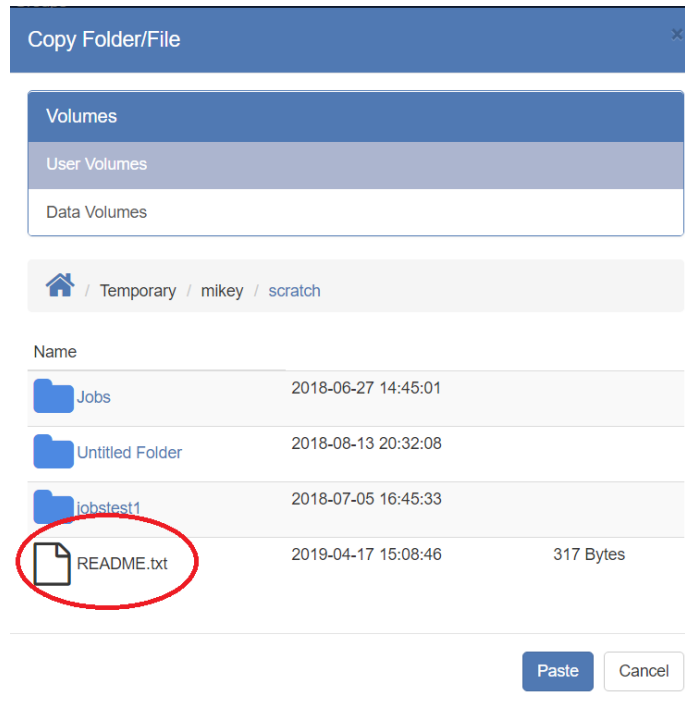 Copy Folder/File ×
Volumes
User Volumes
Data Volumes
/ Temporary / mikey / scratch
Name
Jobs 2018-06-27 14:45:01
Untitled Folder 2018-08-13 20:32:08
jobstest1 2018-07-05 16:45:33
README.txt 2019-04-17 15:08:46 317 Bytes
Paste Cancel